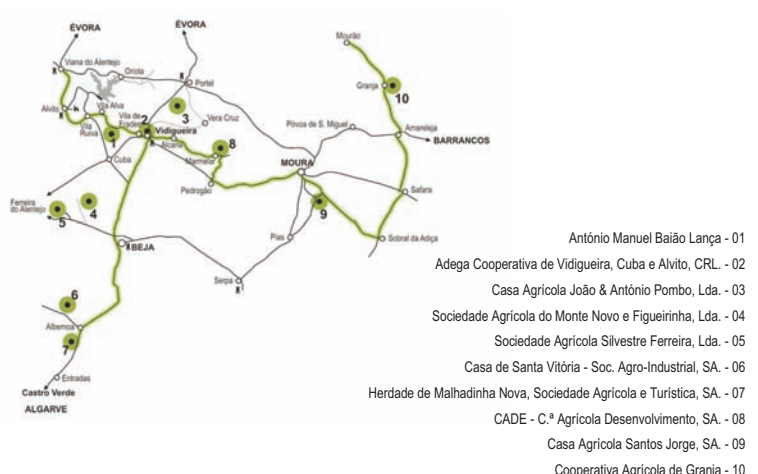 ÉVORA
ÉVORA
Mourão
Viana do Alentejo
Oriola
Portel
Granja
10
Alvito
Vila Alva
Vila de Frades
2
3
Vera Cruz
Vila
Ruiva
1
Vidigueira
Alcaria
8
Póvoa de S. Miguel
Amareleja
BARRANCOS
Cuba
Marmelar
MOURA
Pedrogão
Safara
Ferreira
do Alentejo
5
4
9
BEJA
Pias
Sobral da Adiça
Serpa
6
Albernoa
7
Entradas
Castro Verde
ALGARVE
António Manuel Baião Lança - 01
Adega Cooperativa de Vidigueira, Cuba e Alvito, CRL. - 02
Casa Agrícola João & António Pombo, Lda. - 03
Sociedade Agrícola do Monte Novo e Figueirinha, Lda. - 04
Sociedade Agrícola Silvestre Ferreira, Lda. - 05
Casa de Santa Vitória - Soc. Agro-Industrial, SA. - 06
Herdade de Malhadinha Nova, Sociedade Agrícola e Turística, SA. - 07
CADE - C.ª Agrícola Desenvolvimento, SA. - 08
Casa Agrícola Santos Jorge, SA. - 09
Cooperativa Agrícola de Granja - 10